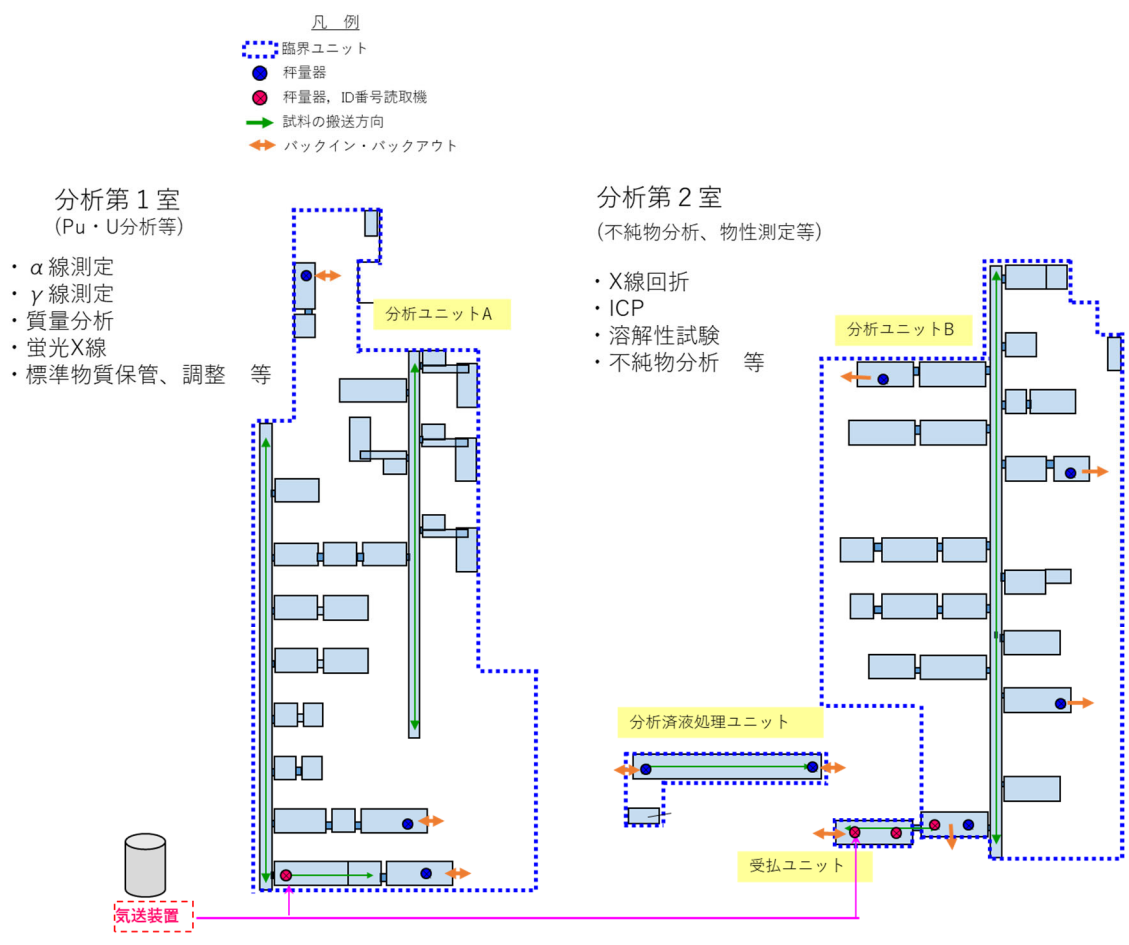 凡　例
臨界ユニット
秤量器
秤量器，ID番号読取機
試料の搬送方向
バックイン・バックアウト
分析第１室
(Pu・U分析等)
・α線測定
・γ線測定
・質量分析
・蛍光X線
・標準物質保管、調整　等
分析ユニットA
分析第２室
(不純物分析、物性測定等)
・X線回折
・ICP
・溶解性試験
・不純物分析　等
分析ユニットB
分析済液処理ユニット
受払ユニット
気送装置